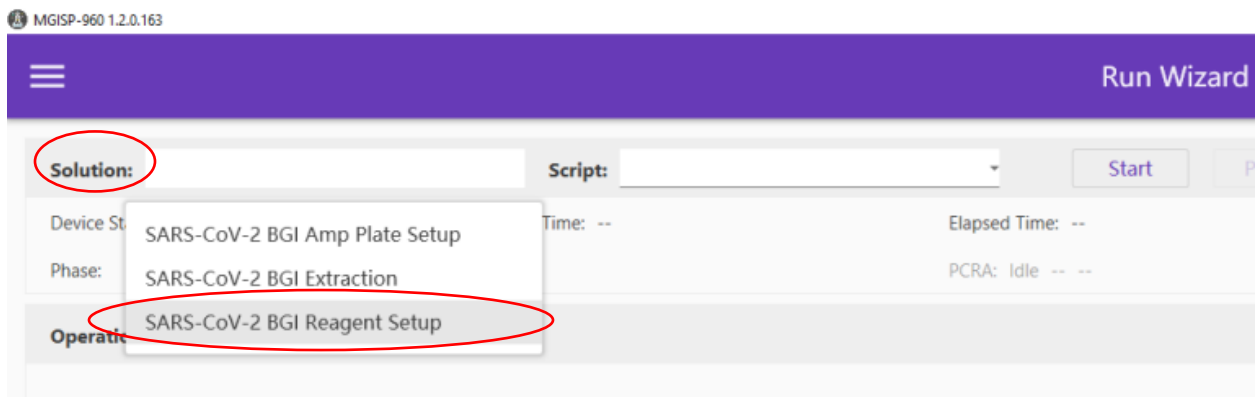 MGISP-960 1.2.0.163
Run Wizard
Solution:
Script:
Start
Device St
Time: --
Elapsed Time: --
SARS-CoV-2 BGI Amp Plate Setup
Phase:
SARS-CoV-2 BGI Extraction
PCRA: Idle -- --
SARS-CoV-2 BGI Reagent Setup
Operatio